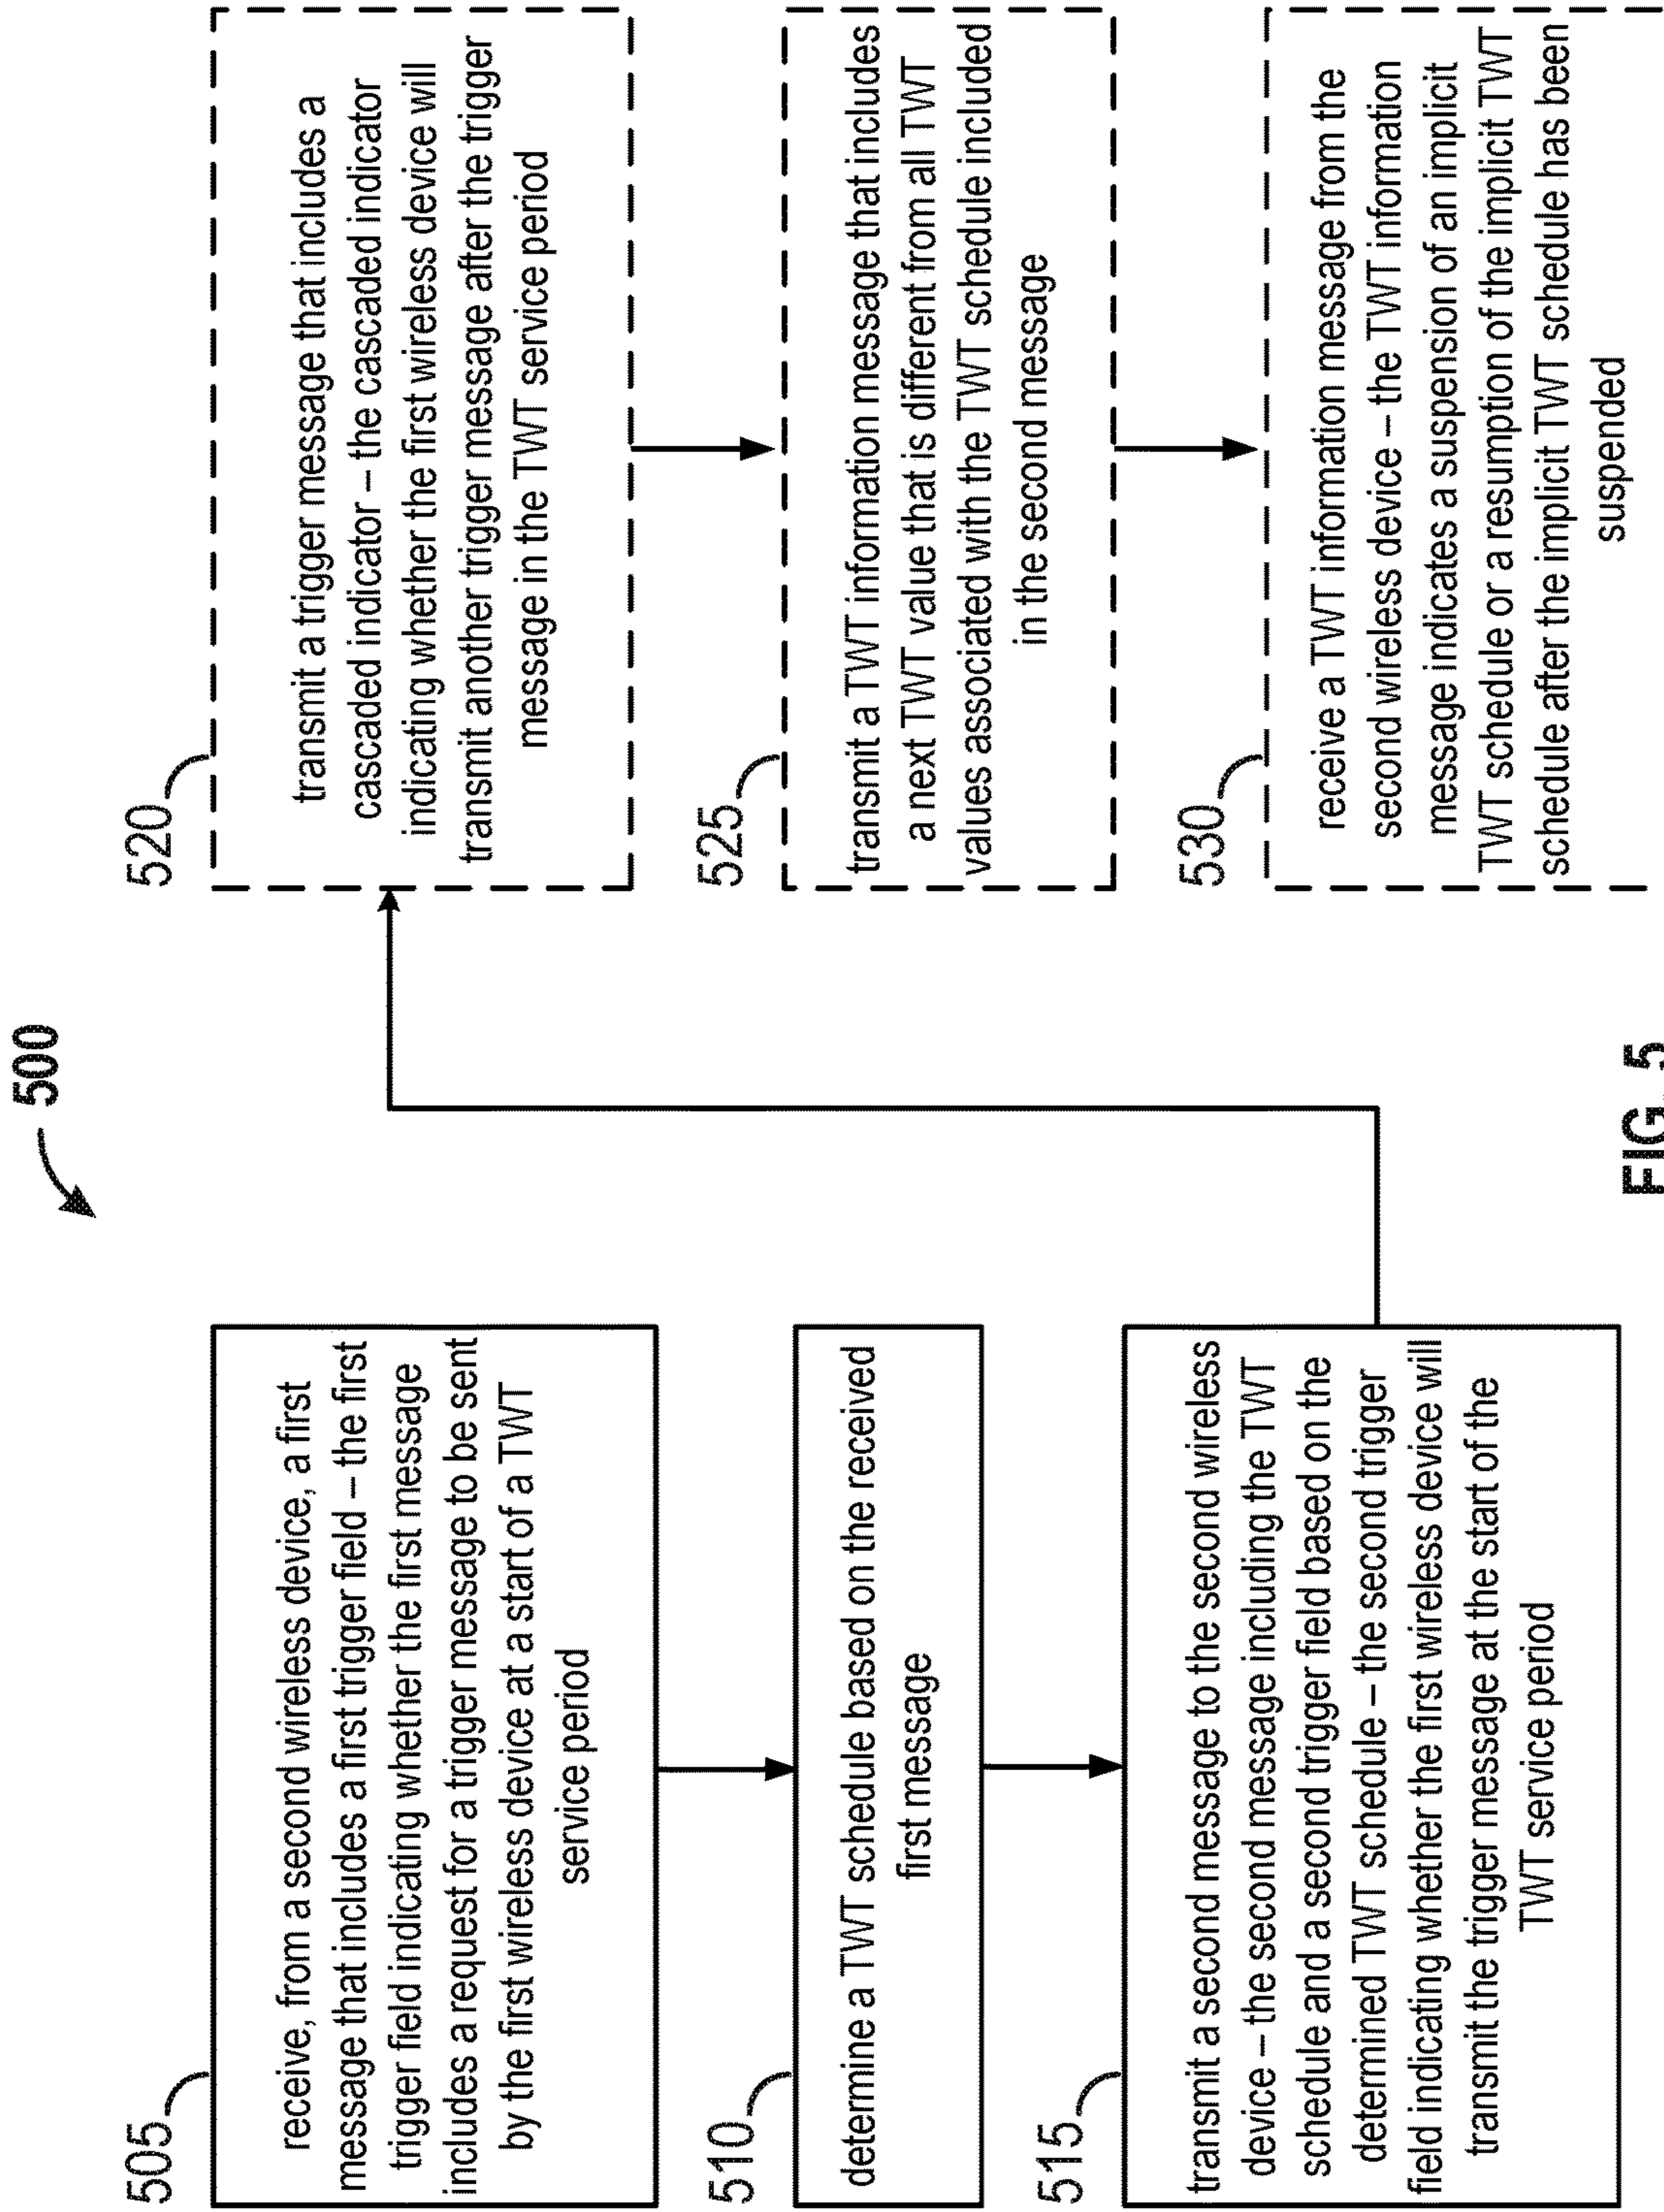 500
505
receive, from a second wireless device, a first
message that includes a first trigger field – the first
trigger field indicating whether the first message
includes a request for a trigger message to be sent
by the first wireless device at a start of a TWT
service period
510
determine a TWT schedule based on the received
first message
515
transmit a second message to the second wireless
device – the second message including the TWT
schedule and a second trigger field based on the
determined TWT schedule – the second trigger
field indicating whether the first wireless device will
transmit the trigger message at the start of the
TWT service period
520
transmit a trigger message that includes a
cascaded indicator – the cascaded indicator
indicating whether the first wireless device will
transmit another trigger message after the trigger
message in the TWT service period
525
transmit a TWT information message that includes
a next TWT value that is different from all TWT
values associated with the TWT schedule included
in the second message
530
receive a TWT information message from the
second wireless device – the TWT information
message indicates a suspension of an implicit
TWT schedule or a resumption of the implicit TWT
schedule after the implicit TWT schedule has been
suspended
FIG. 5